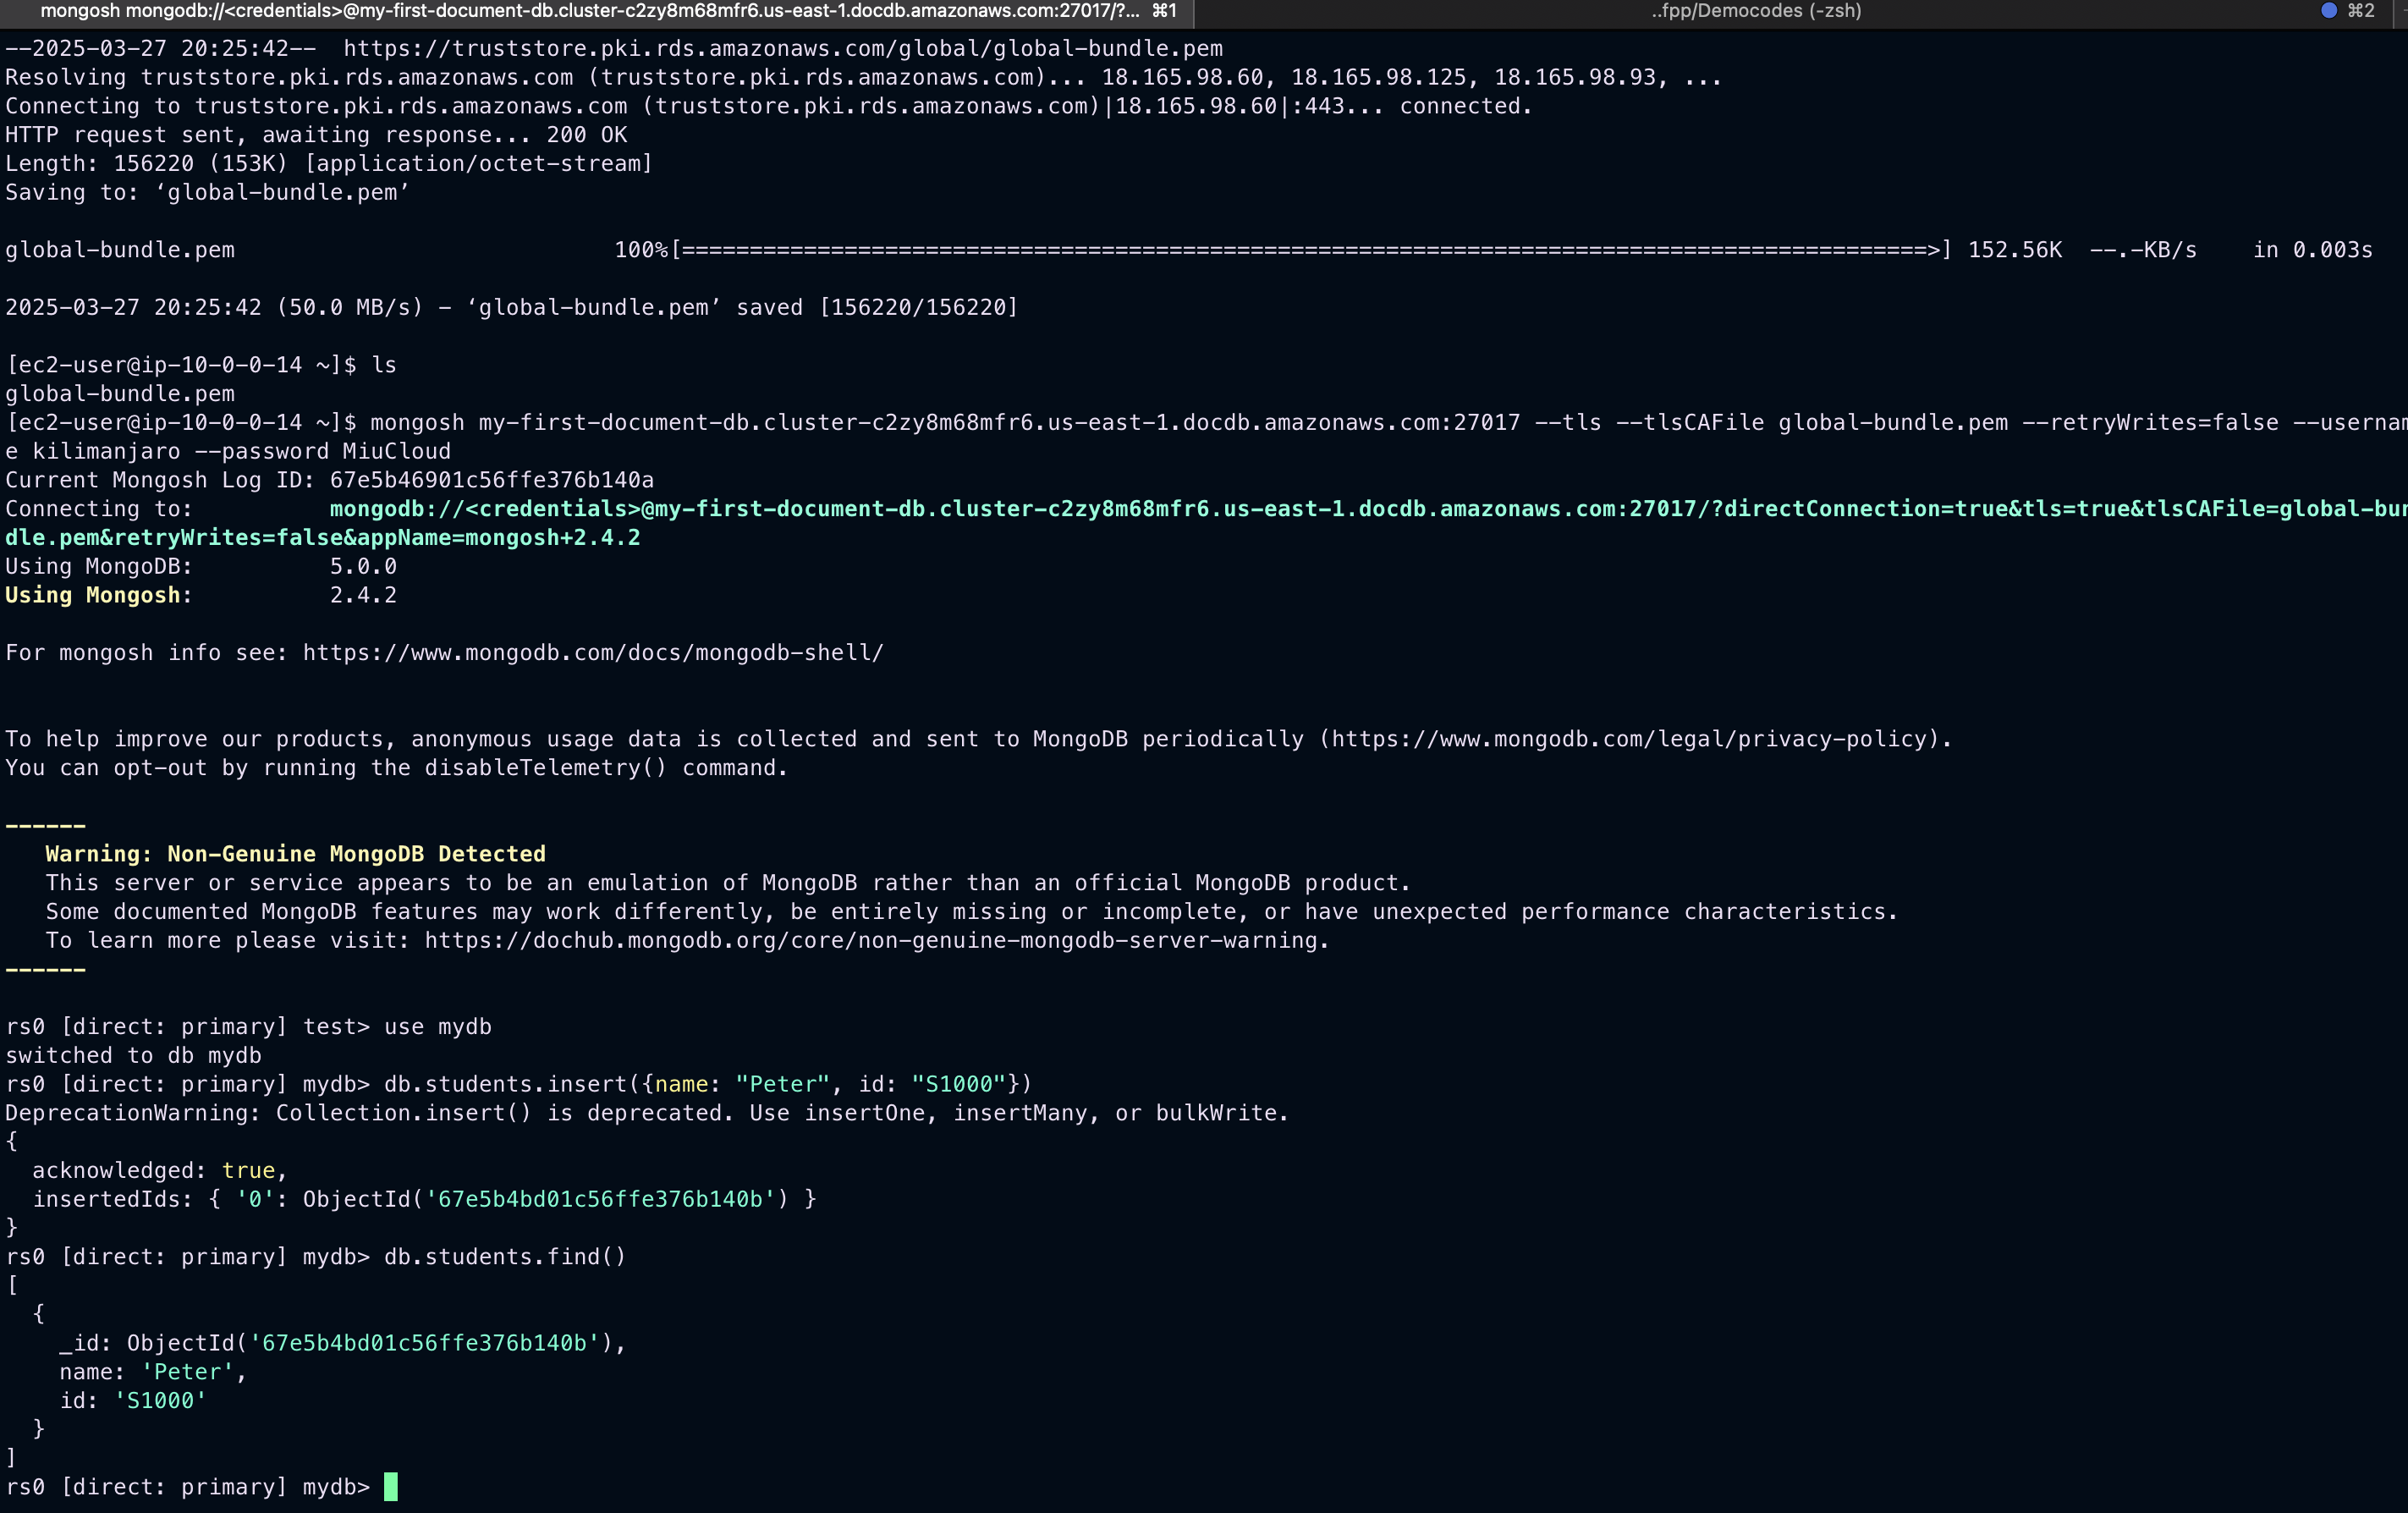 mongosh mongodb://<credentials>@my-first-document-db.cluster-c2zy8m68mfr6.us-east-1.docdb.amazonaws.com:27017/?... ⌘1
..fpp/Democodes (-zsh) ⌘2
--2025-03-27 20:25:42--  https://truststore.pki.rds.amazonaws.com/global/global-bundle.pem
Resolving truststore.pki.rds.amazonaws.com (truststore.pki.rds.amazonaws.com)... 18.165.98.60, 18.165.98.125, 18.165.98.93, ...
Connecting to truststore.pki.rds.amazonaws.com (truststore.pki.rds.amazonaws.com)|18.165.98.60|:443... connected.
HTTP request sent, awaiting response... 200 OK
Length: 156220 (153K) [application/octet-stream]
Saving to: ‘global-bundle.pem’
global-bundle.pem 100%[============================================================================================>] 152.56K  --.-KB/s    in 0.003s
2025-03-27 20:25:42 (50.0 MB/s) - ‘global-bundle.pem’ saved [156220/156220]
[ec2-user@ip-10-0-0-14 ~]$ ls
global-bundle.pem
[ec2-user@ip-10-0-0-14 ~]$ mongosh my-first-document-db.cluster-c2zy8m68mfr6.us-east-1.docdb.amazonaws.com:27017 --tls --tlsCAFile global-bundle.pem --retryWrites=false --usernam
e kilimanjaro --password MiuCloud
Current Mongosh Log ID: 67e5b46901c56ffe376b140a
Connecting to:          mongodb://<credentials>@my-first-document-db.cluster-c2zy8m68mfr6.us-east-1.docdb.amazonaws.com:27017/?directConnection=true&tls=true&tlsCAFile=global-bun
dle.pem&retryWrites=false&appName=mongosh+2.4.2
Using MongoDB:          5.0.0
Using Mongosh:          2.4.2
For mongosh info see: https://www.mongodb.com/docs/mongodb-shell/
To help improve our products, anonymous usage data is collected and sent to MongoDB periodically (https://www.mongodb.com/legal/privacy-policy).
You can opt-out by running the disableTelemetry() command.
------
   Warning: Non-Genuine MongoDB Detected
   This server or service appears to be an emulation of MongoDB rather than an official MongoDB product.
   Some documented MongoDB features may work differently, be entirely missing or incomplete, or have unexpected performance characteristics.
   To learn more please visit: https://dochub.mongodb.org/core/non-genuine-mongodb-server-warning.
------
rs0 [direct: primary] test> use mydb
switched to db mydb
rs0 [direct: primary] mydb> db.students.insert({name: "Peter", id: "S1000"})
DeprecationWarning: Collection.insert() is deprecated. Use insertOne, insertMany, or bulkWrite.
{
  acknowledged: true,
  insertedIds: { '0': ObjectId('67e5b4bd01c56ffe376b140b') }
}
rs0 [direct: primary] mydb> db.students.find()
[
  {
    _id: ObjectId('67e5b4bd01c56ffe376b140b'),
    name: 'Peter',
    id: 'S1000'
  }
]
rs0 [direct: primary] mydb>